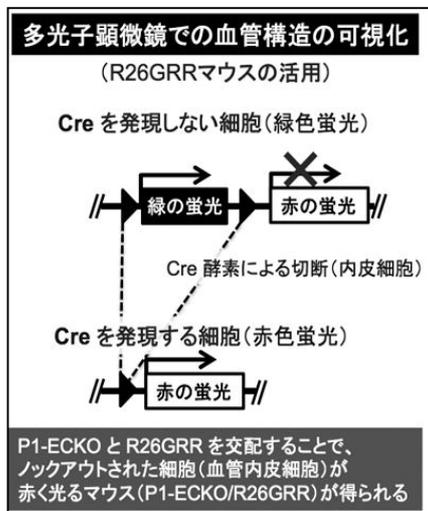 多光子顕微鏡での血管構造の可視化
(R26GRRマウスの活用)
Cre を発現しない細胞(緑色蛍光)
緑の蛍光
赤の蛍光
Cre 酵素による切断(内皮細胞)
Cre を発現する細胞(赤色蛍光)
赤の蛍光
P1-ECKO と R26GRR を交配することで、
ノックアウトされた細胞(血管内皮細胞)が
赤く光るマウス(P1-ECKO/R26GRR)が得られる